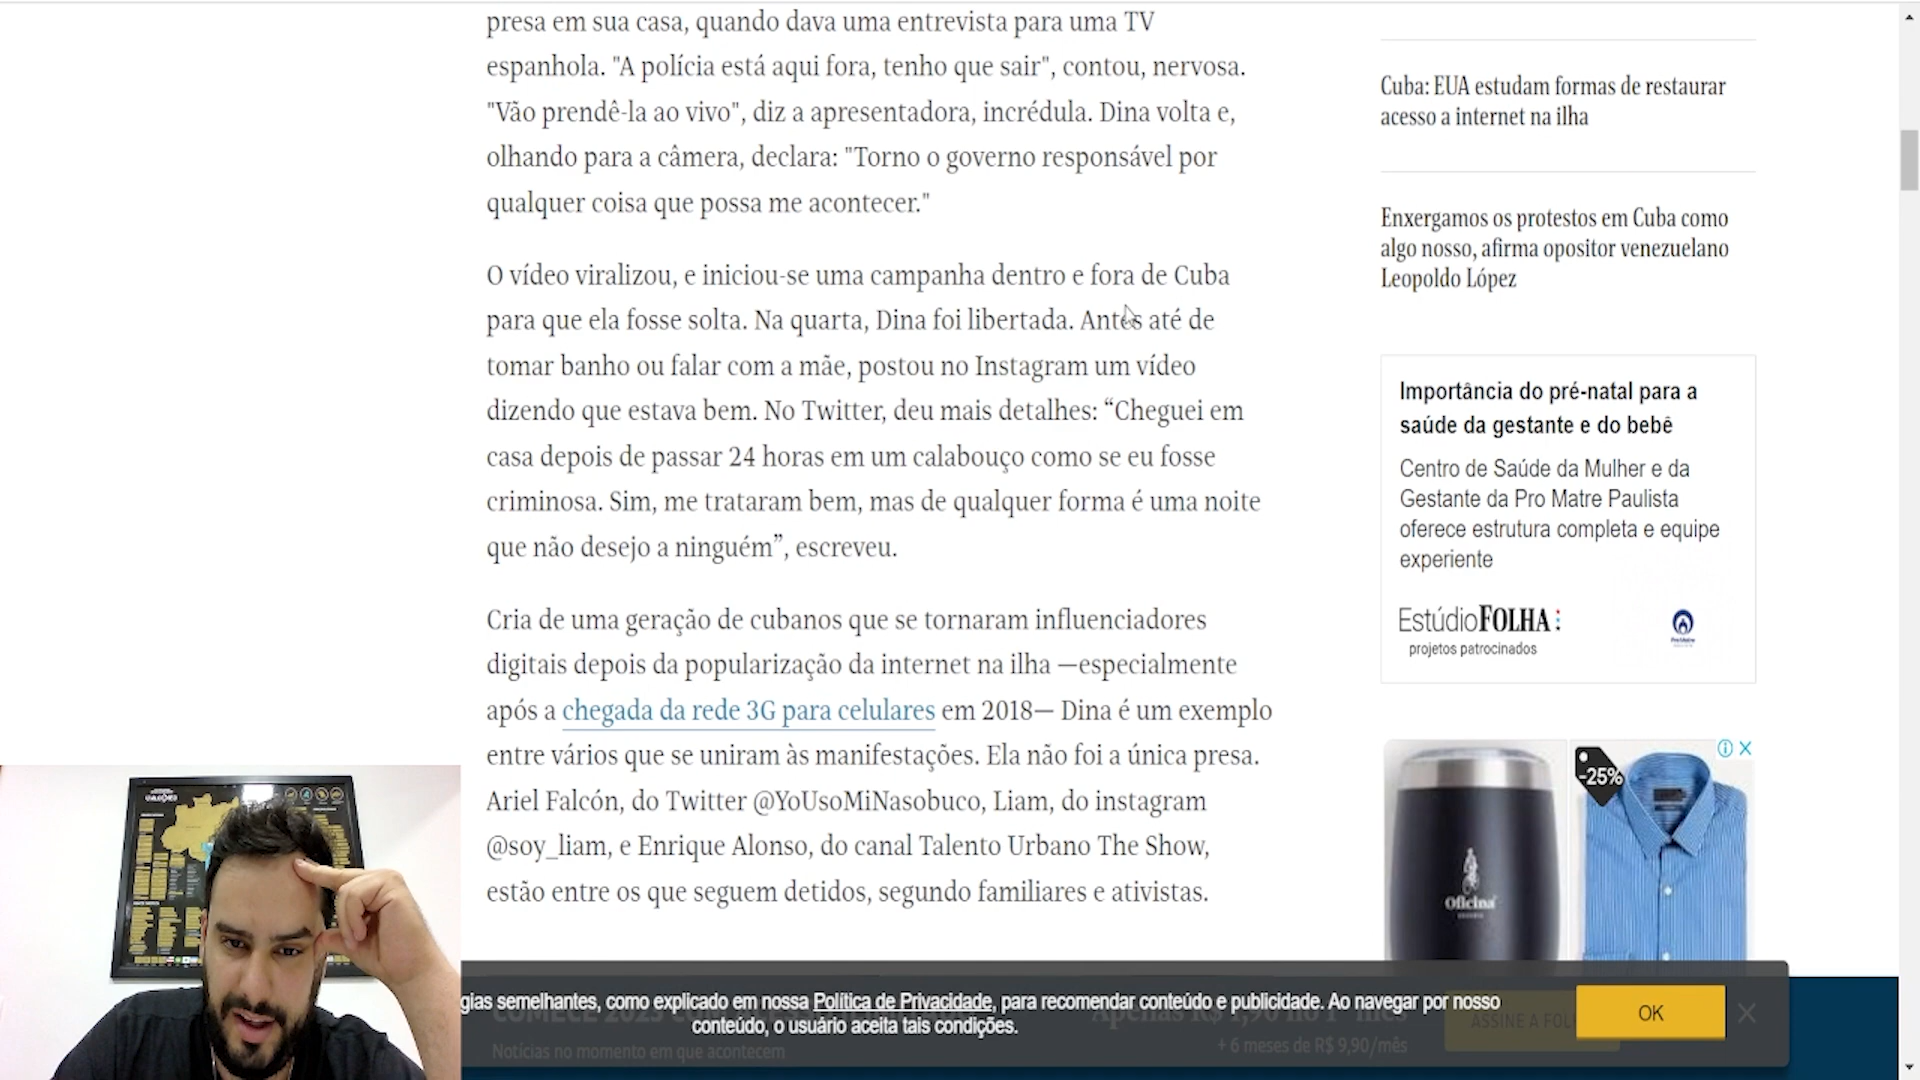 presa em sua casa, quando dava uma entrevista para uma TV
espanhola. "A polícia está aqui fora, tenho que sair", contou, nervosa.
"Vão prendê-la ao vivo", diz a apresentadora, incrédula. Dina volta e,
olhando para a câmera, declara: "Torno o governo responsável por
qualquer coisa que possa me acontecer."
O vídeo viralizou, e iniciou-se uma campanha dentro e fora de Cuba
para que ela fosse solta. Na quarta, Dina foi libertada. Antes até de
tomar banho ou falar com a mãe, postou no Instagram um vídeo
dizendo que estava bem. No Twitter, deu mais detalhes: “Cheguei em
casa depois de passar 24 horas em um calabouço como se eu fosse
criminosa. Sim, me trataram bem, mas de qualquer forma é uma noite
que não desejo a ninguém”, escreveu.
Cria de uma geração de cubanos que se tornaram influenciadores
digitais depois da popularização da internet na ilha —especialmente
após a chegada da rede 3G para celulares em 2018— Dina é um exemplo
entre vários que se uniram às manifestações. Ela não foi a única presa.
Ariel Falcón, do Twitter @YoUsoMiNasobuco, Liam, do instagram
@soy_liam, e Enrique Alonso, do canal Talento Urbano The Show,
estão entre os que seguem detidos, segundo familiares e ativistas.
Cuba: EUA estudam formas de restaurar
acesso a internet na ilha
Enxergamos os protestos em Cuba como
algo nosso, afirma opositor venezuelano
Leopoldo López
Importância do pré-natal para a
saúde da gestante e do bebê
Centro de Saúde da Mulher e da
Gestante da Pro Matre Paulista
oferece estrutura completa e equipe
experiente
EstúdioFOLHA:
projetos patrocinados
-25%
Oficina
gias semelhantes, como explicado em nossa Política de Privacidade, para recomendar conteúdo e publicidade. Ao navegar por nosso
conteúdo, o usuário aceita tais condições.
OK
Notícias no momento em que acontecem
+ 6 meses de R$ 9,90/mês